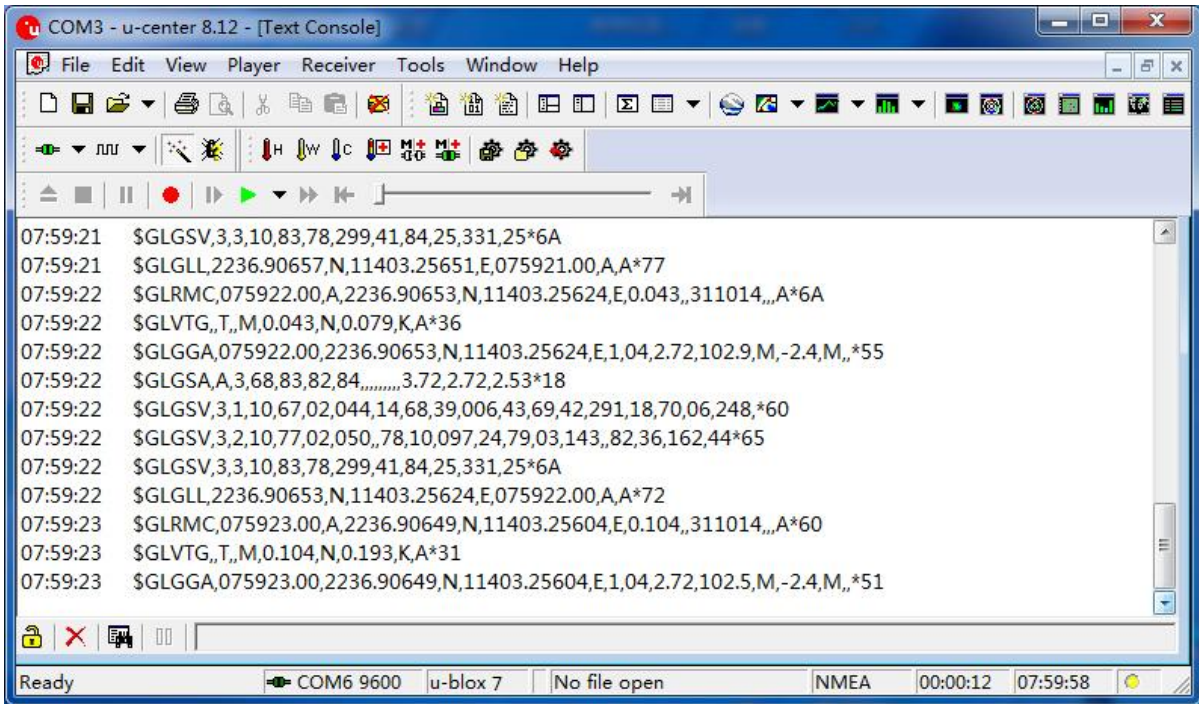 COM3 - u-center 8.12 - [Text Console]
File Edit View Player Receiver Tools Window Help
H W C
07:59:21 $GLGSV,3,3,10,83,78,299,41,84,25,331,25*6A
07:59:21 $GLGLL,2236.90657,N,11403.25651,E,075921.00,A,A*77
07:59:22 $GLRMC,075922.00,A,2236.90653,N,11403.25624,E,0.043,,311014,,,A*6A
07:59:22 $GLVTG,,T,,M,0.043,N,0.079,K,A*36
07:59:22 $GLGGA,075922.00,2236.90653,N,11403.25624,E,1,04,2.72,102.9,M,-2.4,M,,*55
07:59:22 $GLGSA,A,3,68,83,82,84,,,,,,,,,3.72,2.72,2.53*18
07:59:22 $GLGSV,3,1,10,67,02,044,14,68,39,006,43,69,42,291,18,70,06,248,*60
07:59:22 $GLGSV,3,2,10,77,02,050,,78,10,097,24,79,03,143,,82,36,162,44*65
07:59:22 $GLGSV,3,3,10,83,78,299,41,84,25,331,25*6A
07:59:22 $GLGLL,2236.90653,N,11403.25624,E,075922.00,A,A*72
07:59:23 $GLRMC,075923.00,A,2236.90649,N,11403.25604,E,0.104,,311014,,,A*60
07:59:23 $GLVTG,,T,,M,0.104,N,0.193,K,A*31
07:59:23 $GLGGA,075923.00,2236.90649,N,11403.25604,E,1,04,2.72,102.5,M,-2.4,M,,*51
Ready COM6 9600 u-blox 7 No file open NMEA 00:00:12 07:59:58